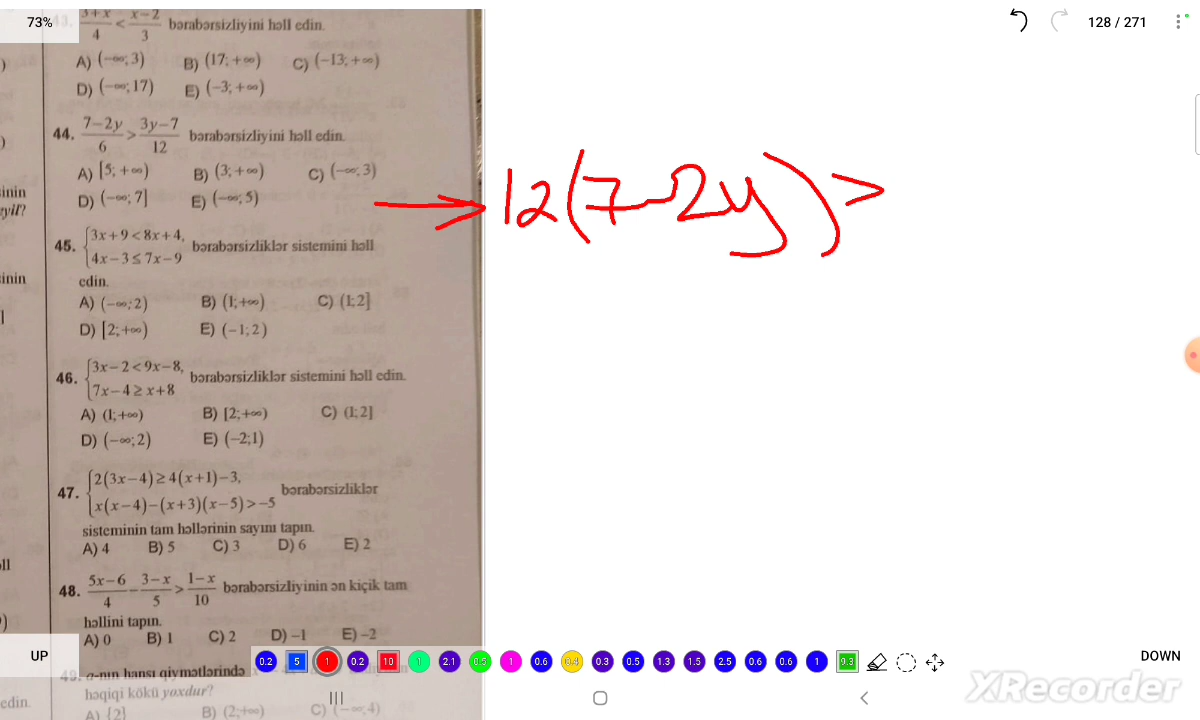 73%
128 / 271
3+x/4 < x−2/3 bərabərsizliyini həll edin.
A) (−∞; 3) B) (17; +∞) C) (−13; +∞)
D) (−∞; 17) E) (−3; +∞)
44. 7−2y/6 > 3y−7/12 bərabərsizliyini həll edin.
A) [5; +∞) B) (3; +∞) C) (−∞; 3)
D) (−∞; 7] E) (−∞; 5)
12(7−2y) >
45. {3x+9<8x+4, 4x−3≤7x−9 bərabərsizliklər sistemini həll
edin.
A) (−∞; 2) B) (1; +∞) C) (1; 2]
D) [2; +∞) E) (−1; 2)
46. {3x−2<9x−8, 7x−4≥x+8 bərabərsizliklər sistemini həll edin.
A) (1; +∞) B) [2; +∞) C) (1; 2]
D) (−∞; 2) E) (−2; 1)
47. {2(3x−4)≥4(x+1)−3, x(x−4)−(x+3)(x−5)>−5 bərabərsizliklər
sisteminin tam həllərinin sayını tapın.
A) 4 B) 5 C) 3 D) 6 E) 2
48. 5x−6/4 − 3−x/5 > 1−x/10 bərabərsizliyinin ən kiçik tam
həllini tapın.
A) 0 B) 1 C) 2 D) −1 E) −2
49. a-nın hansı qiymətlərində
həqiqi kökü yoxdur?
A) {2} B) (2; +∞) C) (−∞; 4)
UP
0.2 5 1 0.2 10 1 2.1 0.5 1 0.6 0.4 0.3 0.5 1.3 1.5 2.5 0.6 0.6 1 9.3
DOWN
XRecorder